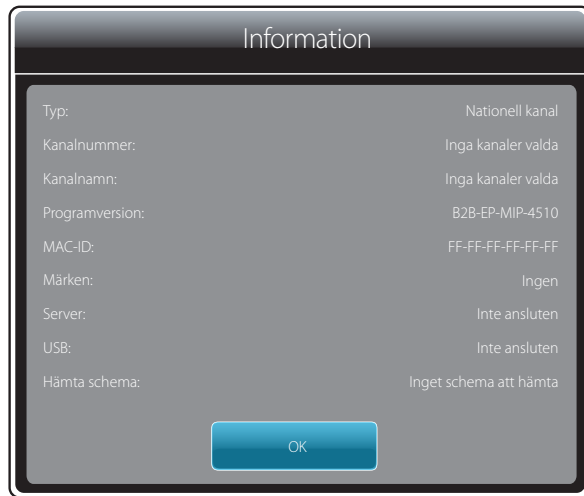 Information
Typ: Nationell kanal
Kanalnummer: Inga kanaler valda
Kanalnamn: Inga kanaler valda
Programversion: B2B-EP-MIP-4510
MAC-ID: FF-FF-FF-FF-FF-FF
Märken: Ingen
Server: Inte ansluten
USB: Inte ansluten
Hämta schema: Inget schema att hämta
OK